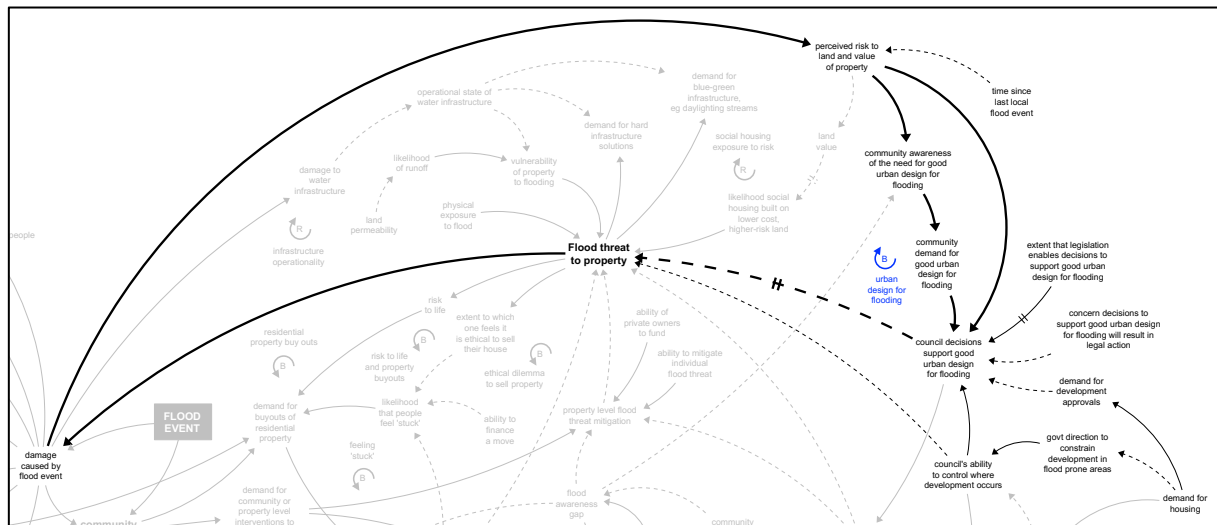 perceived risk to
land and value
of property
time since
last local
flood event
demand for
blue-green
infrastructure,
eg daylighting streams
operational state of
water infrastructure
demand for hard
infrastructure
solutions
social housing
exposure to risk
R
land
value
community awareness
of the need for good
urban design for
flooding
likelihood
of runoff
vulnerability
of property
to flooding
damage to
water
infrastructure
R
infrastructure
operationality
land
permeability
physical
exposure
to flood
likelihood social
housing built on
lower cost,
higher-risk land
people
Flood threat
to property
B
urban
design for
flooding
community
demand for
good urban
design for
flooding
extent that legislation
enables decisions to
support good urban
design for flooding
risk
to life
extent to which
one feels it
is ethical to sell
their house
ability of
private owners
to fund
concern decisions to
support good urban design
for flooding will result in
legal action
residential
property buy outs
B
risk to life
and property
buyouts
B
B
ethical dilemma
to sell property
ability to mitigate
individual
flood threat
council decisions
support good
urban design
for flooding
demand for
development
approvals
FLOOD
EVENT
demand for
buyouts of
residential
property
likelihood
that people
feel 'stuck'
ability to
finance
a move
property level flood
threat mitigation
feeling
'stuck'
B
damage
caused by
flood event
govt direction to
constrain
development in
flood prone areas
council's ability
to control where
development occurs
demand for
housing
demand for
community or
property level
interventions to
flood
awareness
gap
community
community